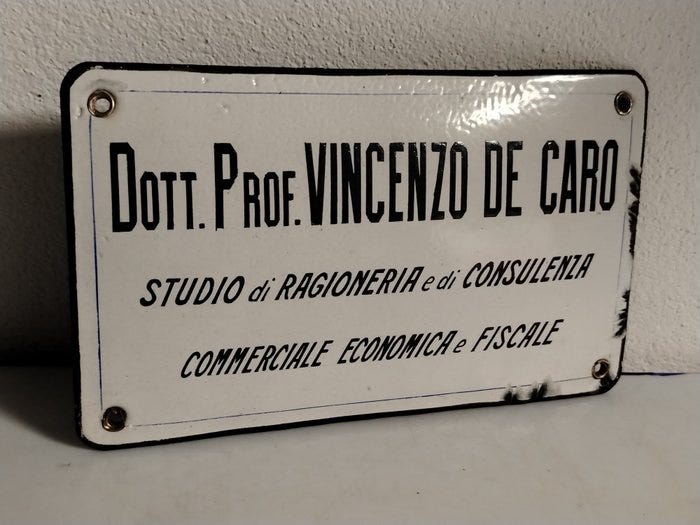 DOTT. PROF. VINCENZO DE CARO
STUDIO di RAGIONERIA e di CONSULENZA
COMMERCIALE ECONOMICA e FISCALE